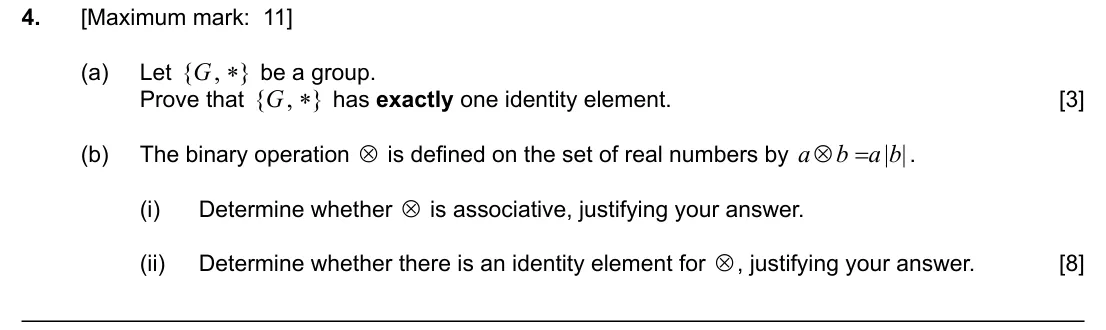 4. [Maximum mark: 11]
(a) Let {G, *} be a group.
Prove that {G, *} has exactly one identity element. [3]
(b) The binary operation ⊗ is defined on the set of real numbers by a ⊗ b =a|b|.
(i) Determine whether ⊗ is associative, justifying your answer.
(ii) Determine whether there is an identity element for ⊗, justifying your answer. [8]